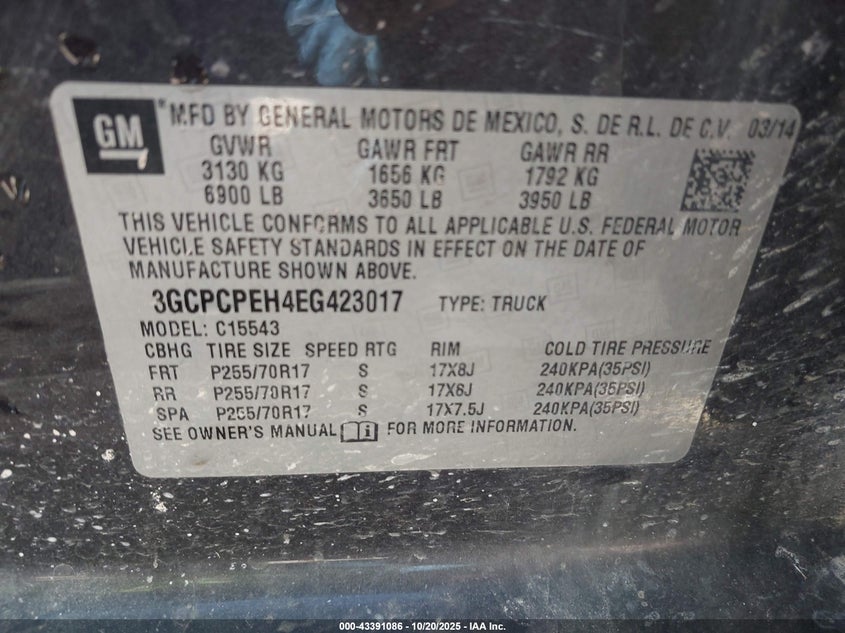 GM ® MFD BY GENERAL MOTORS DE MEXICO, S. DE R.L. DE C.V. 03/14
GVWR GAWR FRT GAWR RR
3130 KG 1656 KG 1792 KG
6900 LB 3650 LB 3950 LB
THIS VEHICLE CONFORMS TO ALL APPLICABLE U.S. FEDERAL MOTOR
VEHICLE SAFETY STANDARDS IN EFFECT ON THE DATE OF
MANUFACTURE SHOWN ABOVE.
3GCPCPEH4EG423017 TYPE: TRUCK
MODEL: C15543
CBHG TIRE SIZE SPEED RTG RIM COLD TIRE PRESSURE
FRT P255/70R17 S 17X8J 240KPA(35PSI)
RR P255/70R17 S 17X8J 240KPA(35PSI)
SPA P255/70R17 S 17X7.5J 240KPA(35PSI)
SEE OWNER'S MANUAL FOR MORE INFORMATION.
000-43391086 - 10/20/2025 - IAA Inc.